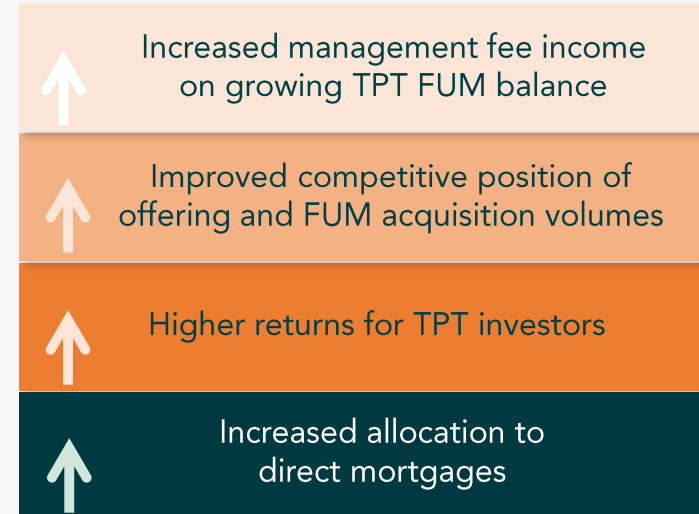 Increased management fee income
on growing TPT FUM balance
Improved competitive position of
offering and FUM acquisition volumes
Higher returns for TPT investors
Increased allocation to
direct mortgages